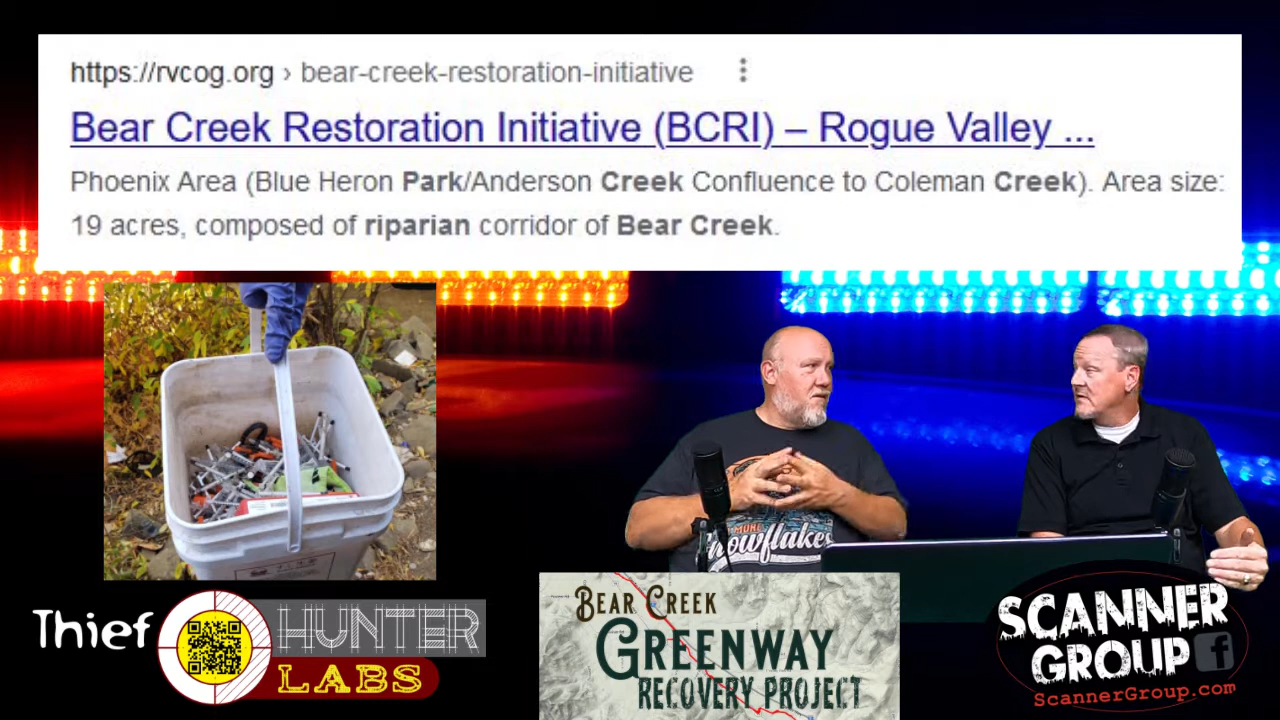 https://rvcog.org › bear-creek-restoration-initiative
Bear Creek Restoration Initiative (BCRI) – Rogue Valley ...
Phoenix Area (Blue Heron Park/Anderson Creek Confluence to Coleman Creek). Area size:
19 acres, composed of riparian corridor of Bear Creek.
MORE
Snowflakes
Thief HUNTER
LABS
BEAR CREEK
GREENWAY
RECOVERY PROJECT
SCANNER
GROUP f
ScannerGroup.com